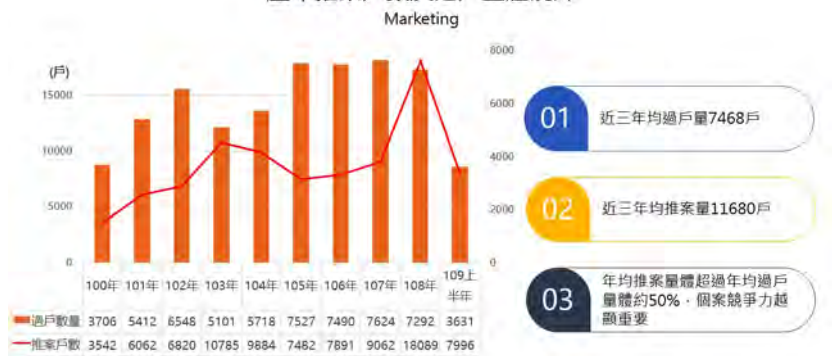 Marketing
(戶)
15000
10000
5000
0
8000
6000
4000
2000
0
100年 101年 102年 103年 104年 105年 106年 107年 108年 109上半年
過戶數量 3706 5412 6548 5101 5718 7527 7490 7624 7292 3631
推案戶數 3542 6062 6820 10785 9884 7482 7891 9062 18089 7996
01
近三年均過戶量7468戶
02
近三年均推案量11680戶
03
年均推案量體超過年均過戶
量體約50%，個案競爭力越
顯重要